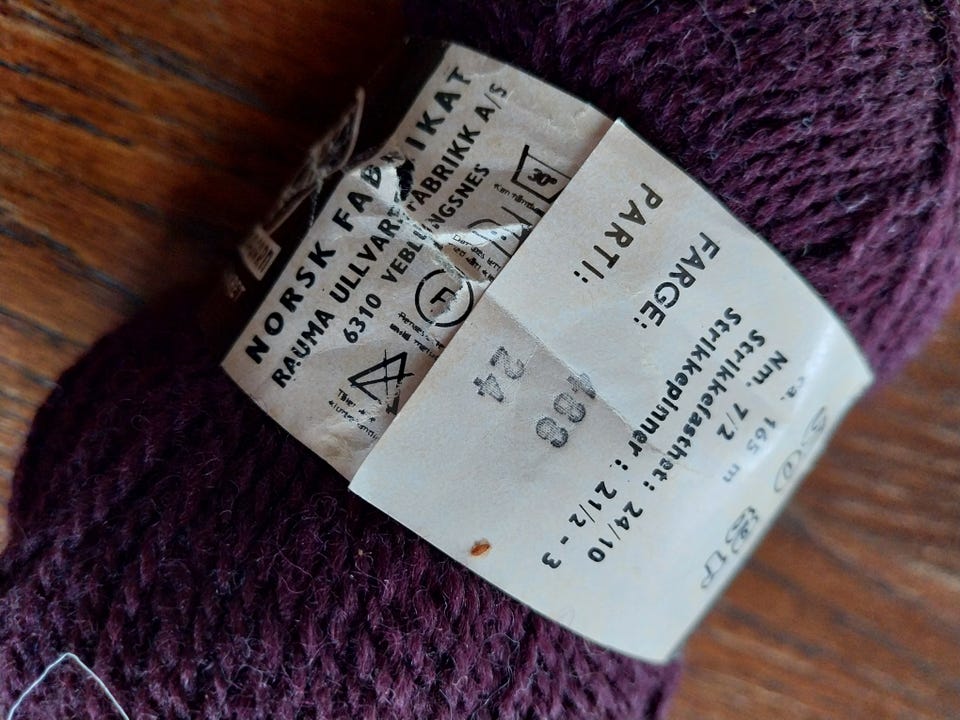 NORSK FABRIKAT
RAUMA ULLVAREFABRIKK A/S
6310 VEBLUNGSNES
30
F
PARTI: 24
FARGE: 488
ca. 165 m
Nm. 7/2
Strikkefasthet: 24/10
Strikkepinner: 2 1/2 - 3